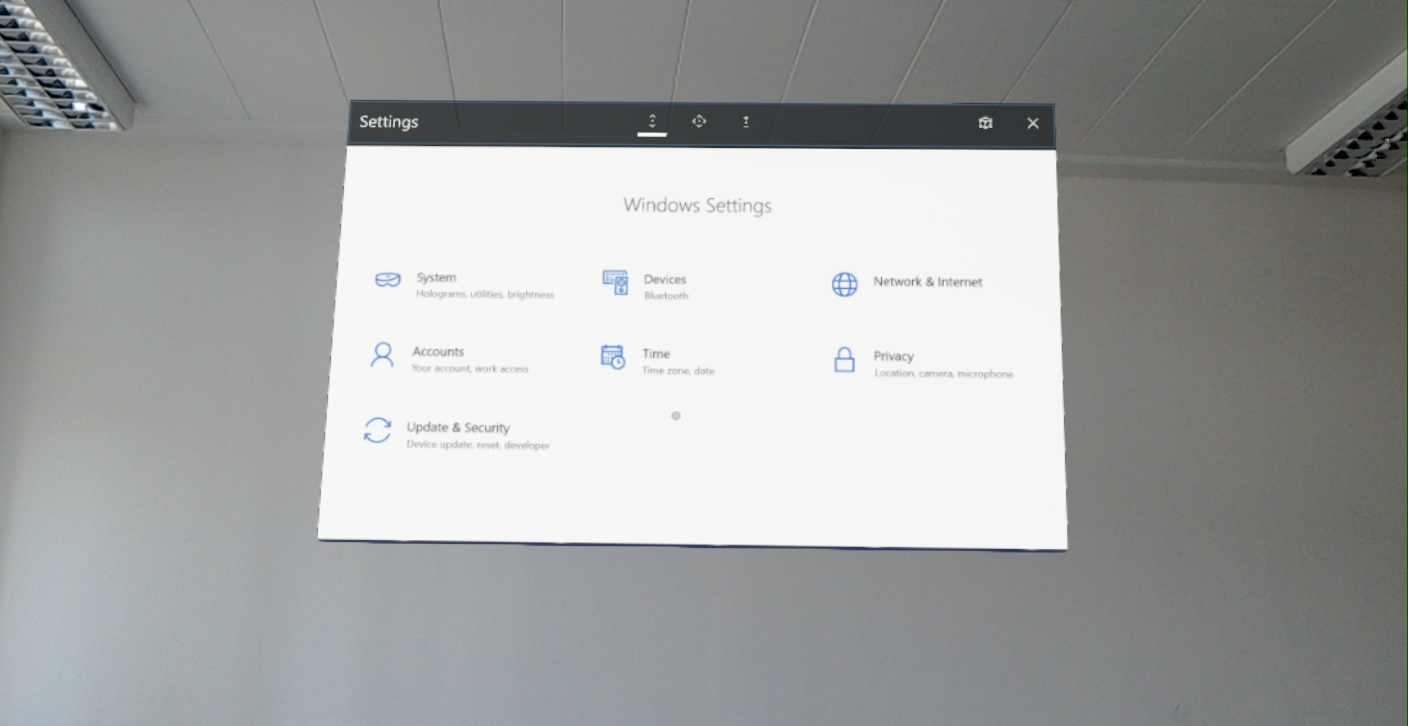 Settings
Windows Settings
System
Holograms, utilities, brightness
Devices
Bluetooth
Network & Internet
Accounts
Your account, work access
Time
Time zone, date
Privacy
Location, camera, microphone
Update & Security
Device update, reset, developer